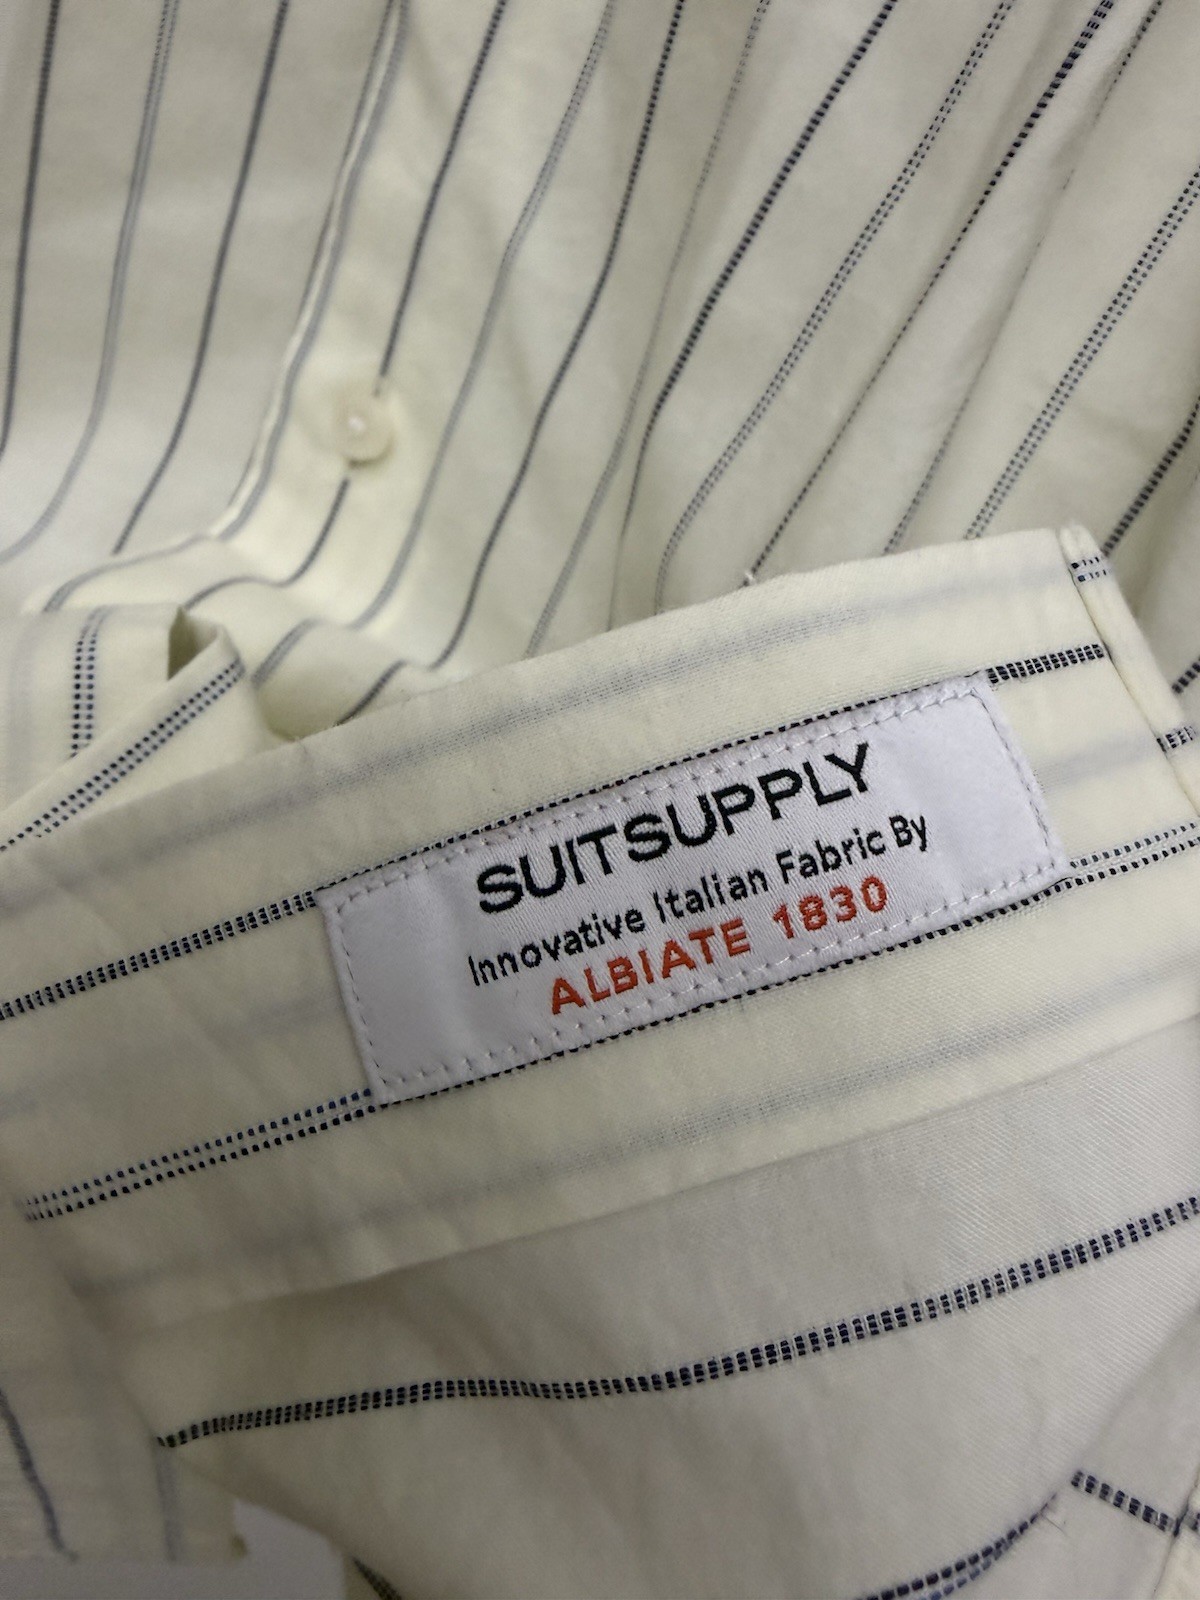 SUITSUPPLY
Innovative Italian Fabric By
ALBIATE 1830